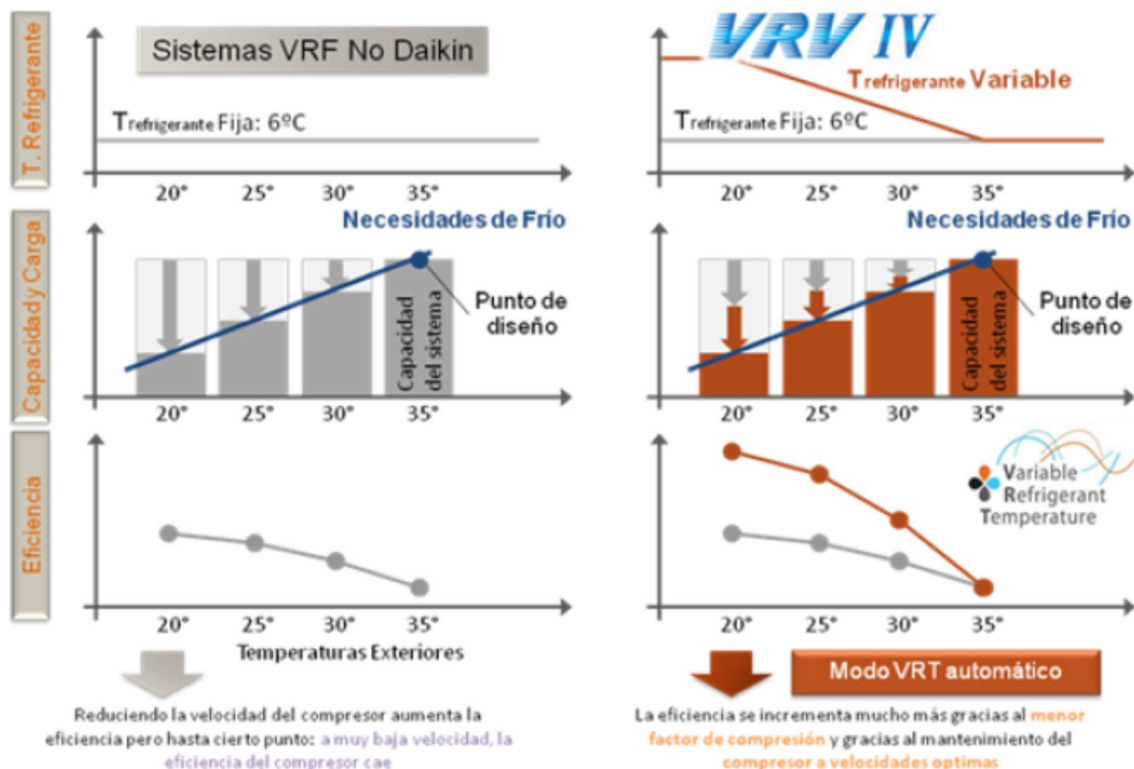 T. Refrigerante
Sistemas VRF No Daikin
Trefrigerante Fija: 6ºC
20° 25° 30° 35°
VRV IV
Trefrigerante Variable
Trefrigerante Fija: 6ºC
20° 25° 30° 35°
Capacidad y Carga
Necesidades de Frío
Punto de
diseño
Capacidad
del sistema
20° 25° 30° 35°
Necesidades de Frío
Punto de
diseño
Capacidad
del sistema
20° 25° 30° 35°
Eficiencia
20° 25° 30° 35°
Temperaturas Exteriores
Variable
Refrigerant
Temperature
20° 25° 30° 35°
Reduciendo la velocidad del compresor aumenta la
eficiencia pero hasta cierto punto: a muy baja velocidad, la
eficiencia del compresor cae
Modo VRT automático
La eficiencia se incrementa mucho más gracias al menor
factor de compresión y gracias al mantenimiento del
compresor a velocidades optimas